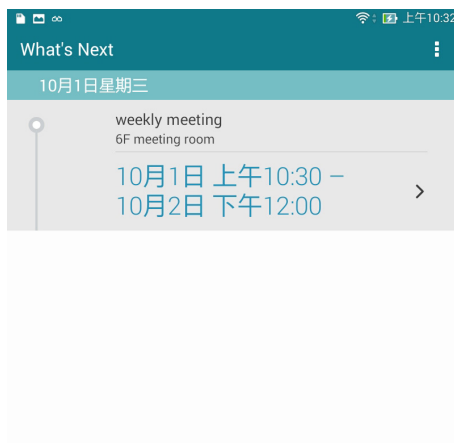 上午10:32
What's Next
10月1日星期三
weekly meeting
6F meeting room
10月1日 上午10:30 –
10月2日 下午12:00